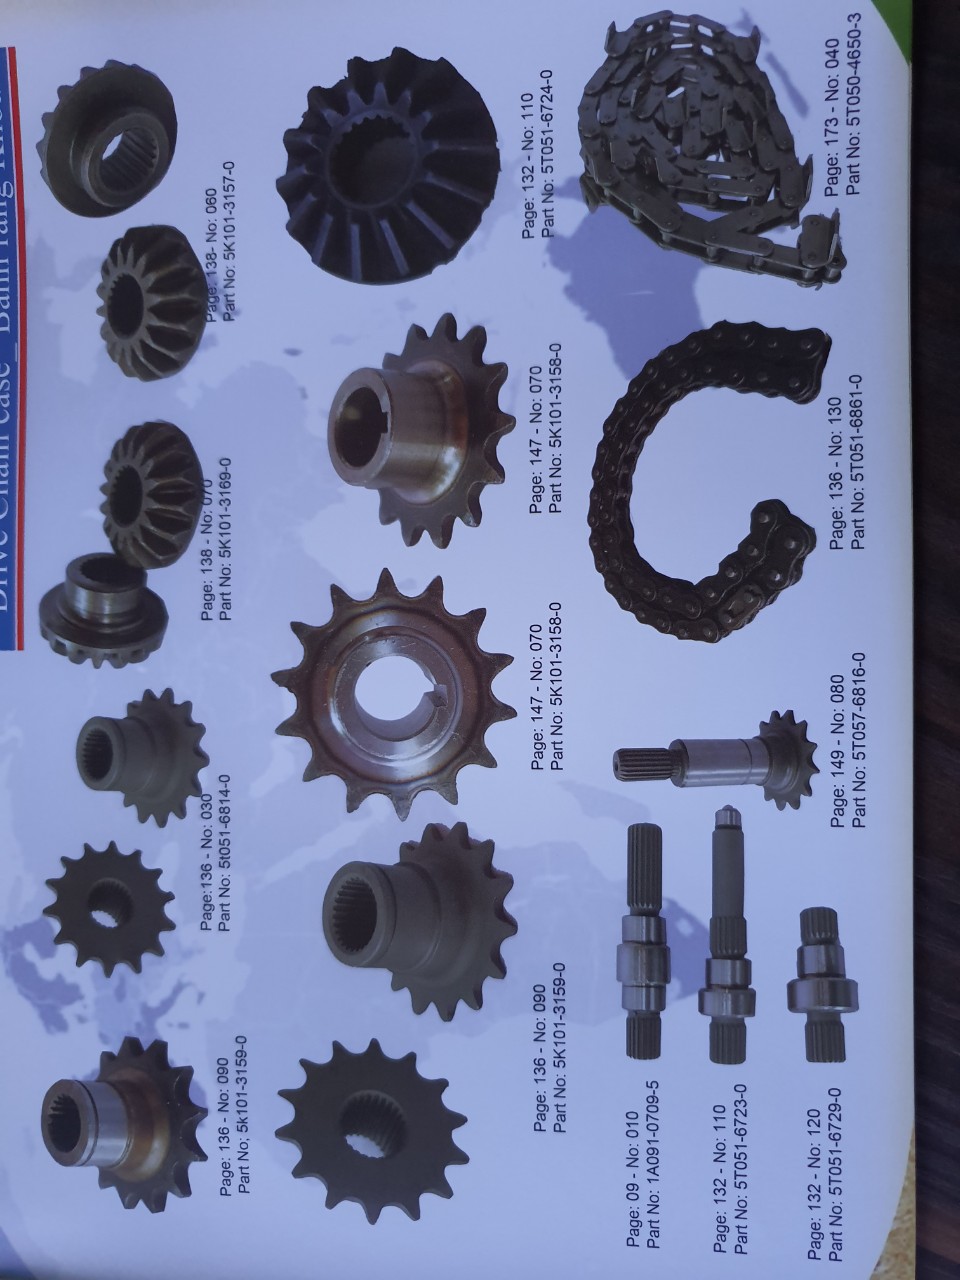 Drive Chain case _ Bánh răng
Page: 136 - No: 090
Part No; 5k101-3159-0
Page:136 - No: 030
Part No: 5t051-6814-0
Page: 138 - No: 070
Part No: 5K101-3169-0
Page: 138- No: 060
Part No: 5K101-3157-0
Page: 136 - No: 090
Part No: 5K101-3159-0
Page: 147 - No: 070
Part No: 5K101-3158-0
Page: 147 - No: 070
Part No: 5K101-3158-0
Page: 132 - No: 110
Part No: 5T051-6724-0
Page: 09 - No: 010
Part No: 1A091-0709-5
Page: 132 - No: 110
Part No: 5T051-6723-0
Page: 132 - No: 120
Part No: 5T051-6729-0
Page: 149 - No: 080
Part No: 5T057-6816-0
Page: 136 - No: 130
Part No: 5T051-6861-0
Page: 173 - No: 040
Part No: 5T050-4650-3